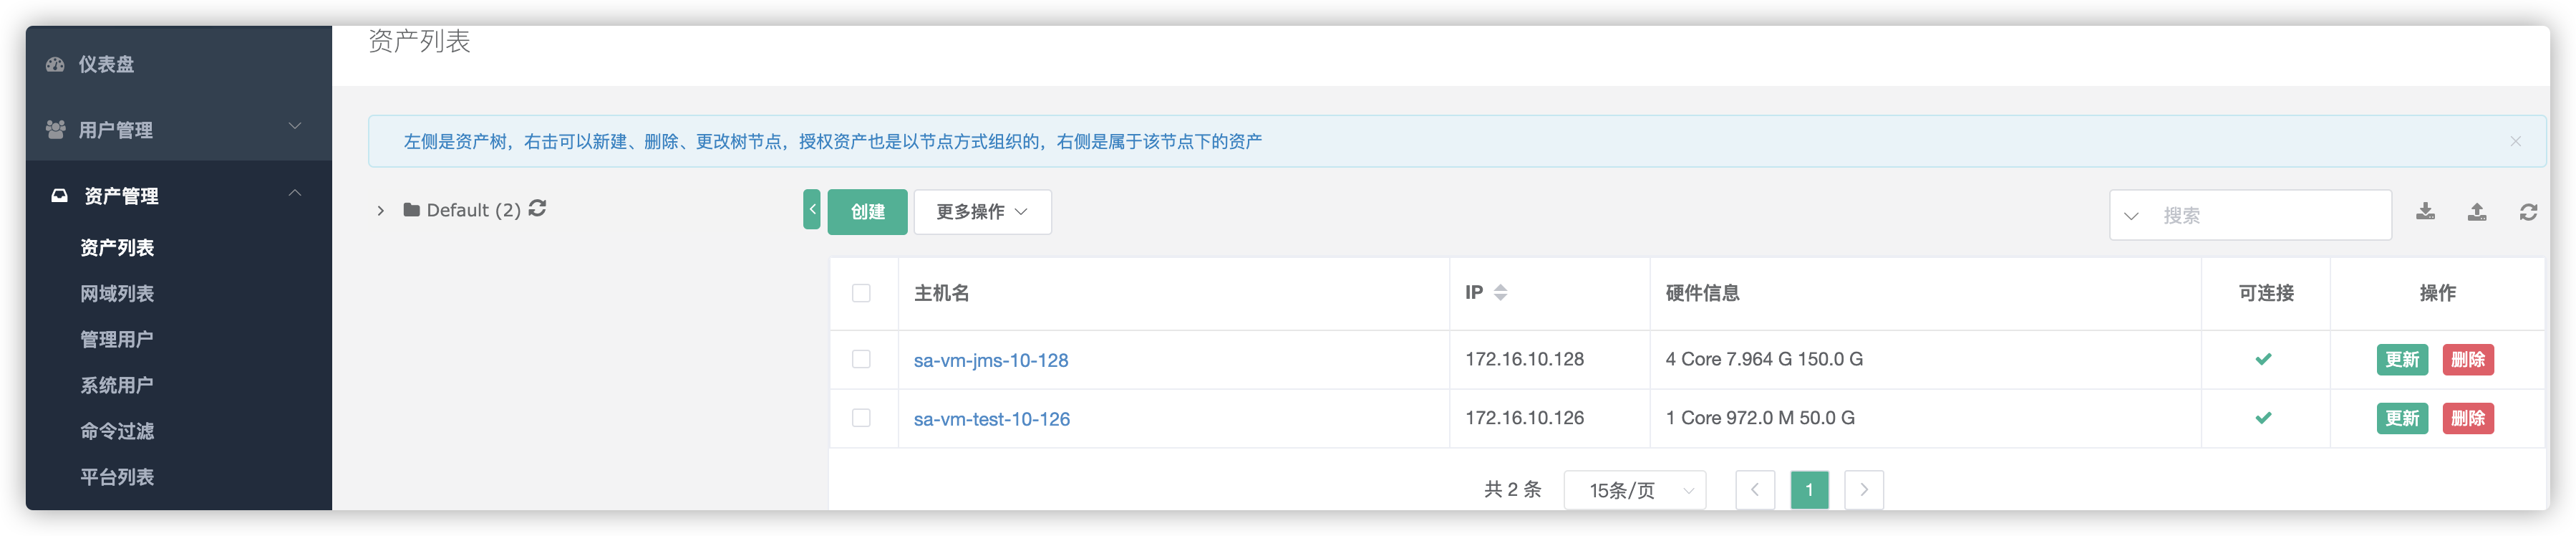 资产列表
仪表盘
用户管理
资产管理
资产列表
网域列表
管理用户
系统用户
命令过滤
平台列表
左侧是资产树，右击可以新建、删除、更改树节点，授权资产也是以节点方式组织的，右侧是属于该节点下的资产
Default (2)
创建 更多操作 搜索
主机名 IP 硬件信息 可连接 操作
sa-vm-jms-10-128 172.16.10.128 4 Core 7.964 G 150.0 G 更新 删除
sa-vm-test-10-126 172.16.10.126 1 Core 972.0 M 50.0 G 更新 删除
共 2 条 15条/页 1